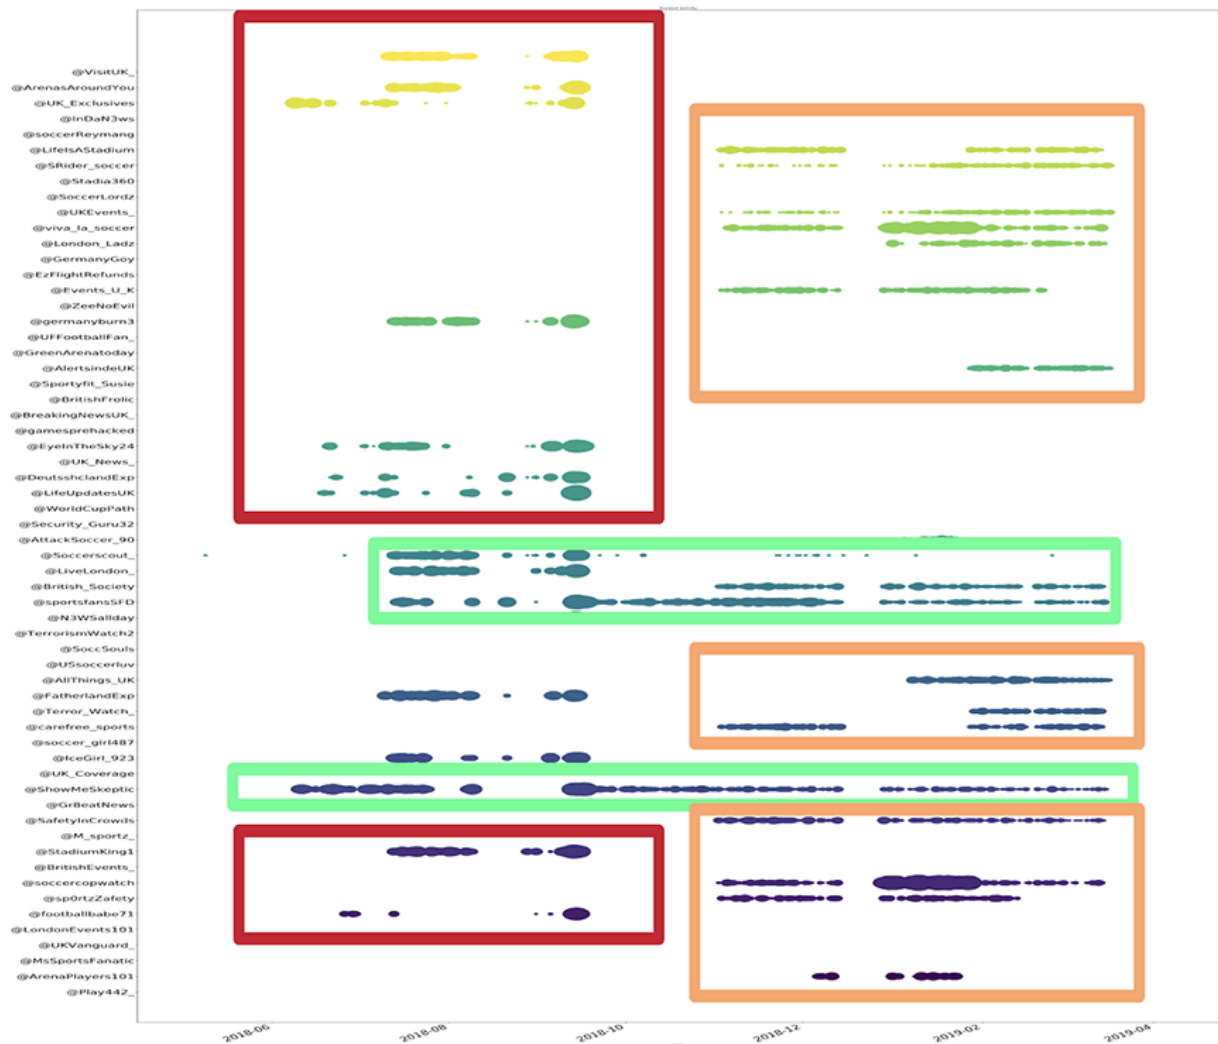 @VisitUK_
@ArenasAroundYou
@UK_Exclusives
@InDaN3ws
@soccerReymang
@LifeIsAStadium
@SRider_soccer
@Stadia360
@SoccerLordz
@UKEvents_
@viva_la_soccer
@London_Ladz
@GermanyGoy
@EzFlightRefunds
@Events_U_K
@ZeeNoEvil
@germanyburn3
@UFFootballFan_
@GreenArenatoday
@AlertsindeUK
@Sportyfit_Susie
@BritishFrolic
@BreakingNewsUK_
@gamesprehacked
@EyeInTheSky24
@UK_News_
@DeutsshclandExp
@LifeUpdatesUK
@WorldCupPath
@Security_Guru32
@AttackSoccer_90
@Soccerscout_
@LiveLondon_
@British_Society
@sportsfansSFD
@N3WSallday
@TerrorismWatch2
@SoccSouls
@USsoccerluv
@AllThings_UK
@FatherlandExp
@Terror_Watch_
@carefree_sports
@soccer_girl487
@IceGirl_923
@UK_Coverage
@ShowMeSkeptic
@Gr8eatNews
@SafetyInCrowds
@M_sportz_
@StadiumKing1
@BritishEvents_
@soccercopwatch
@sp0rtzZafety
@footballbabe71
@LondonEvents101
@UKVanguard_
@MsSportsFanatic
@ArenaPlayers101
@Play442_
2018-06 2018-08 2018-10 2018-12 2019-02 2019-04